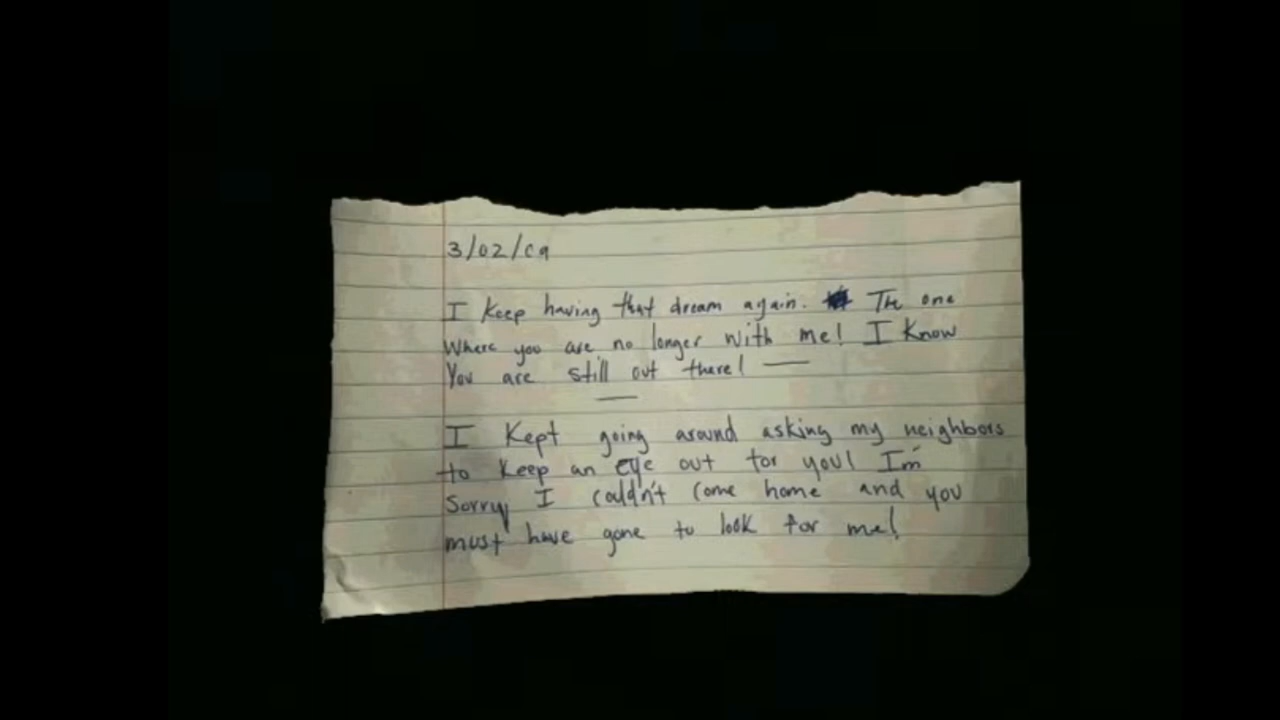 3/02/09
I keep having that dream again. The one
Where you are no longer with me! I Know
You are still out there! —
—
I Kept going around asking my neighbors
to keep an eye out for you! I'm
Sorry I couldn't come home and you
must have gone to look for me!